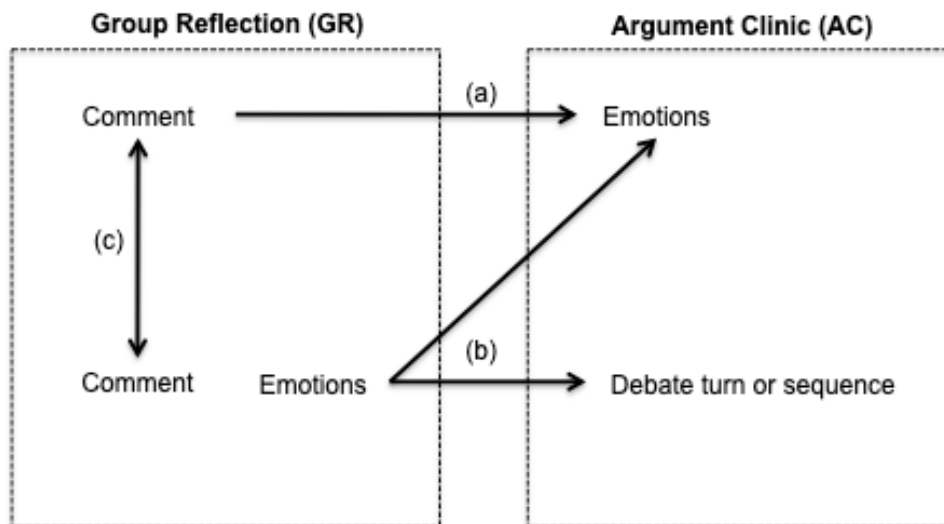 Group Reflection (GR)
Argument Clinic (AC)
Comment
(a)
Emotions
(c)
(b)
Comment
Emotions
Debate turn or sequence